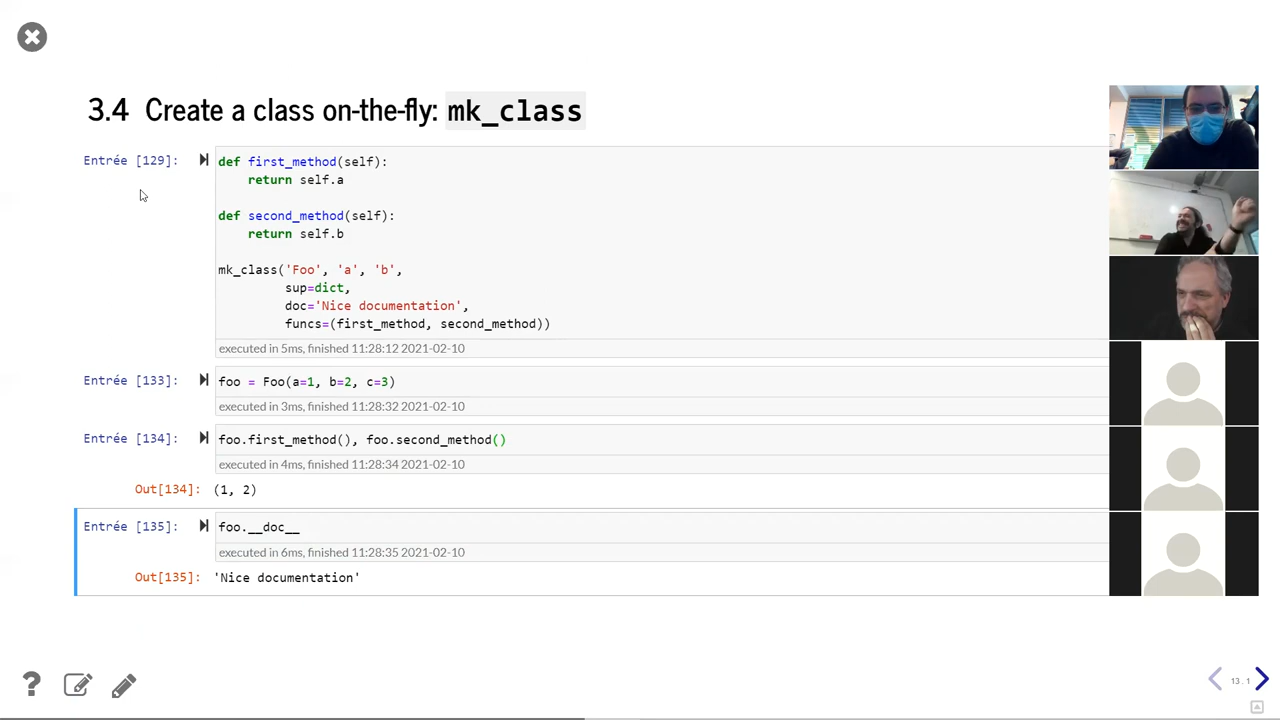 3.4 Create a class on-the-fly: mk_class
Entrée [129]:
def first_method(self):
return self.a
def second_method(self):
return self.b
mk_class('Foo', 'a', 'b',
sup=dict,
doc='Nice documentation',
funcs=(first_method, second_method))
executed in 5ms, finished 11:28:12 2021-02-10
Entrée [133]:
foo = Foo(a=1, b=2, c=3)
executed in 3ms, finished 11:28:32 2021-02-10
Entrée [134]:
foo.first_method(), foo.second_method()
executed in 4ms, finished 11:28:34 2021-02-10
Out[134]: (1, 2)
Entrée [135]:
foo.__doc__
executed in 6ms, finished 11:28:35 2021-02-10
Out[135]: 'Nice documentation'
13.1